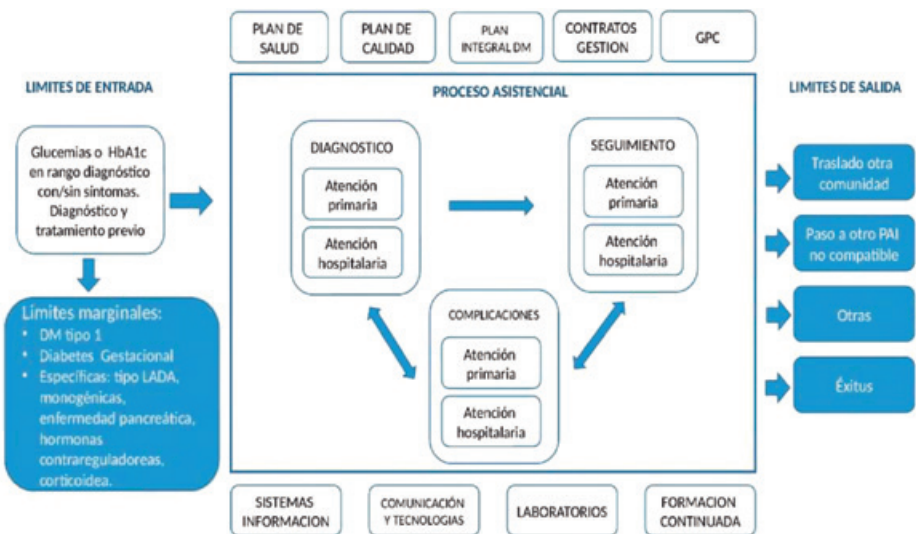 PLAN DE
SALUD
PLAN DE
CALIDAD
PLAN
INTEGRAL DM
CONTRATOS
GESTION
GPC
LIMITES DE ENTRADA
PROCESO ASISTENCIAL
LIMITES DE SALIDA
Glucemias o HbA1c
en rango diagnóstico
con/sin síntomas.
Diagnóstico y
tratamiento previo
Limites marginales:
• DM tipo 1
• Diabetes Gestacional
• Específicas: tipo LADA,
monogénicas,
enfermedad pancreática,
hormonas
contrareguladoreas,
corticoidea.
DIAGNOSTICO
Atención
primaria
Atención
hospitalaria
SEGUIMIENTO
Atención
primaria
Atención
hospitalaria
COMPLICACIONES
Atención
primaria
Atención
hospitalaria
Traslado otra
comunidad
Paso a otro PAI
no compatible
Otras
Éxitus
SISTEMAS
INFORMACION
COMUNICACIÓN
Y TECNOLOGIAS
LABORATORIOS
FORMACION
CONTINUADA